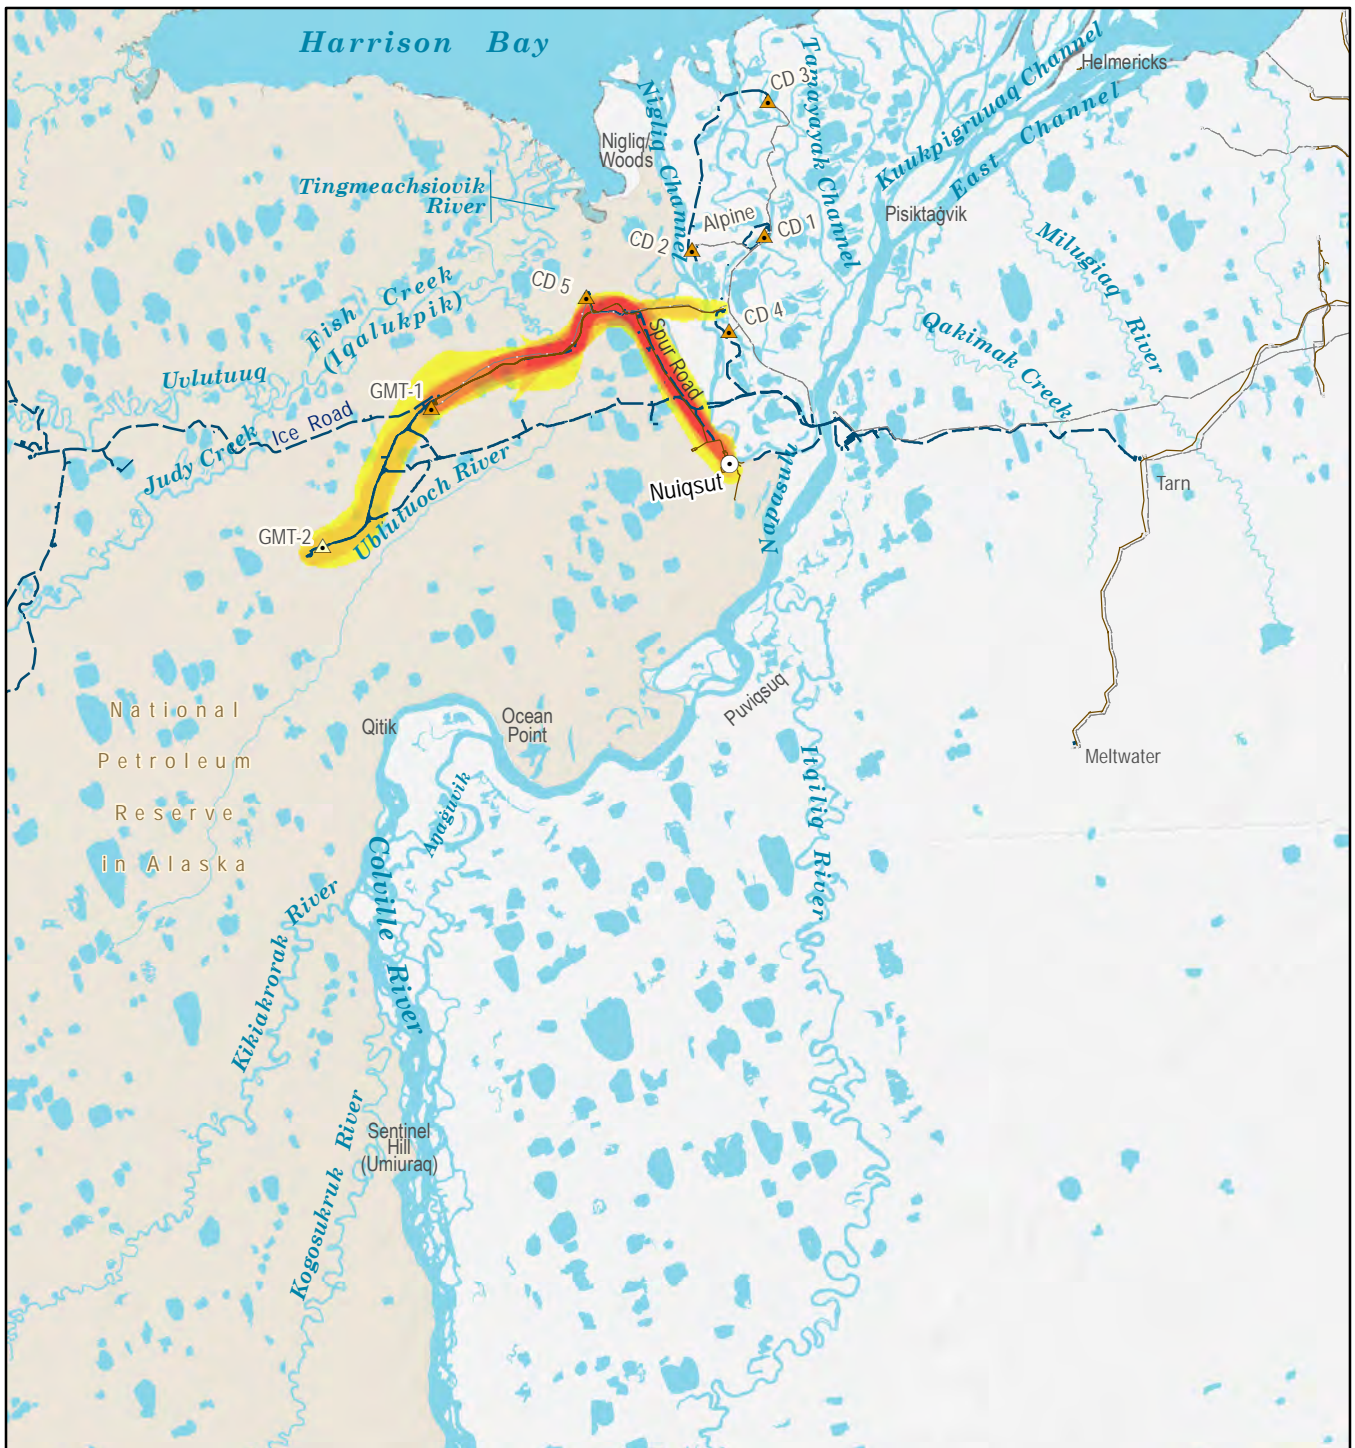 Harrison Bay
CD 3
Tamayayak Channel
Kuukpigruuaq Channel
Helmericks
East Channel
Nigliq Channel
Nigliq/
Woods
Tingmeachsiovik
River
Alpine
CD 1
CD 2
Pisiktaġvik
Milugiaq River
CD 5
CD 4
Fish Creek
(Iqalukpik)
Qakimak Creek
Uvlutuuq
Spur Road
GMT-1
Ice Road
Judy Creek
Ublutuoch River
Nuiqsut
Napasuŋ
Tarn
GMT-2
Puviqsuq
National
Petroleum
Reserve
in Alaska
Qitik
Ocean
Point
Itqiliq River
Meltwater
Aŋaġuvik
Colville River
Kikiakrorak River
Kogosukruk River
Sentinel
Hill
(Umiuraq)